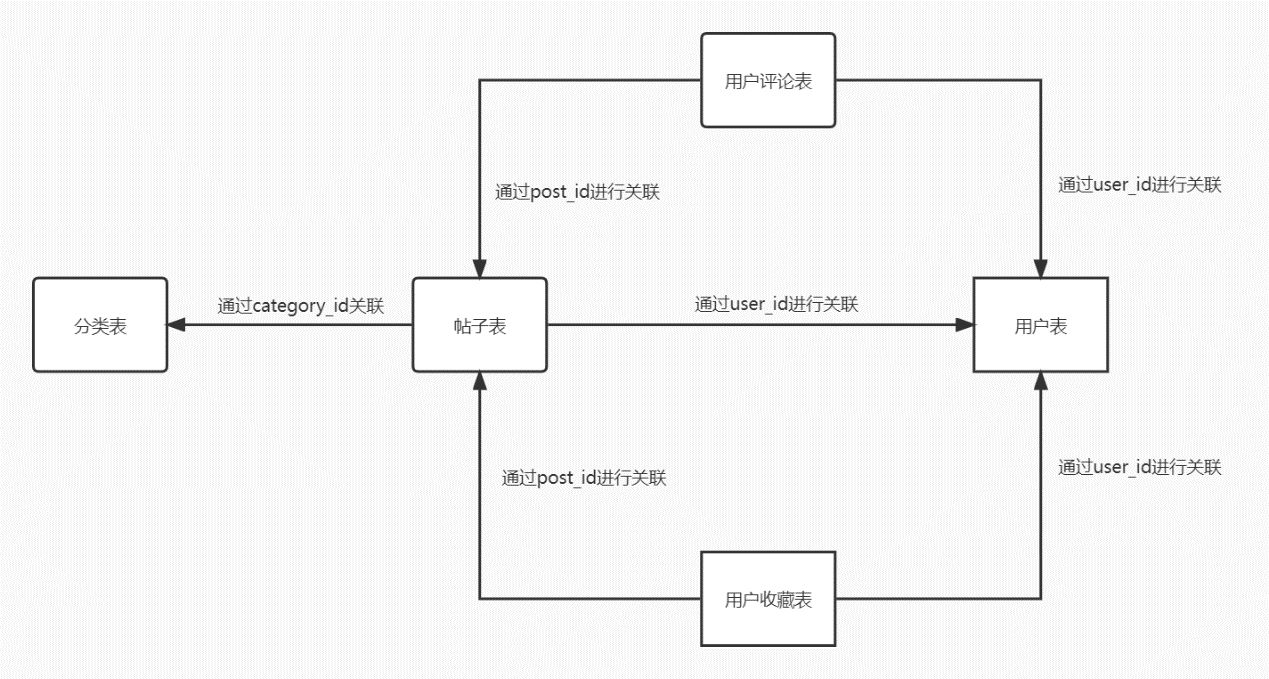 用户评论表
通过post_id进行关联
通过user_id进行关联
分类表
通过category_id关联
帖子表
通过user_id进行关联
用户表
通过post_id进行关联
通过user_id进行关联
用户收藏表